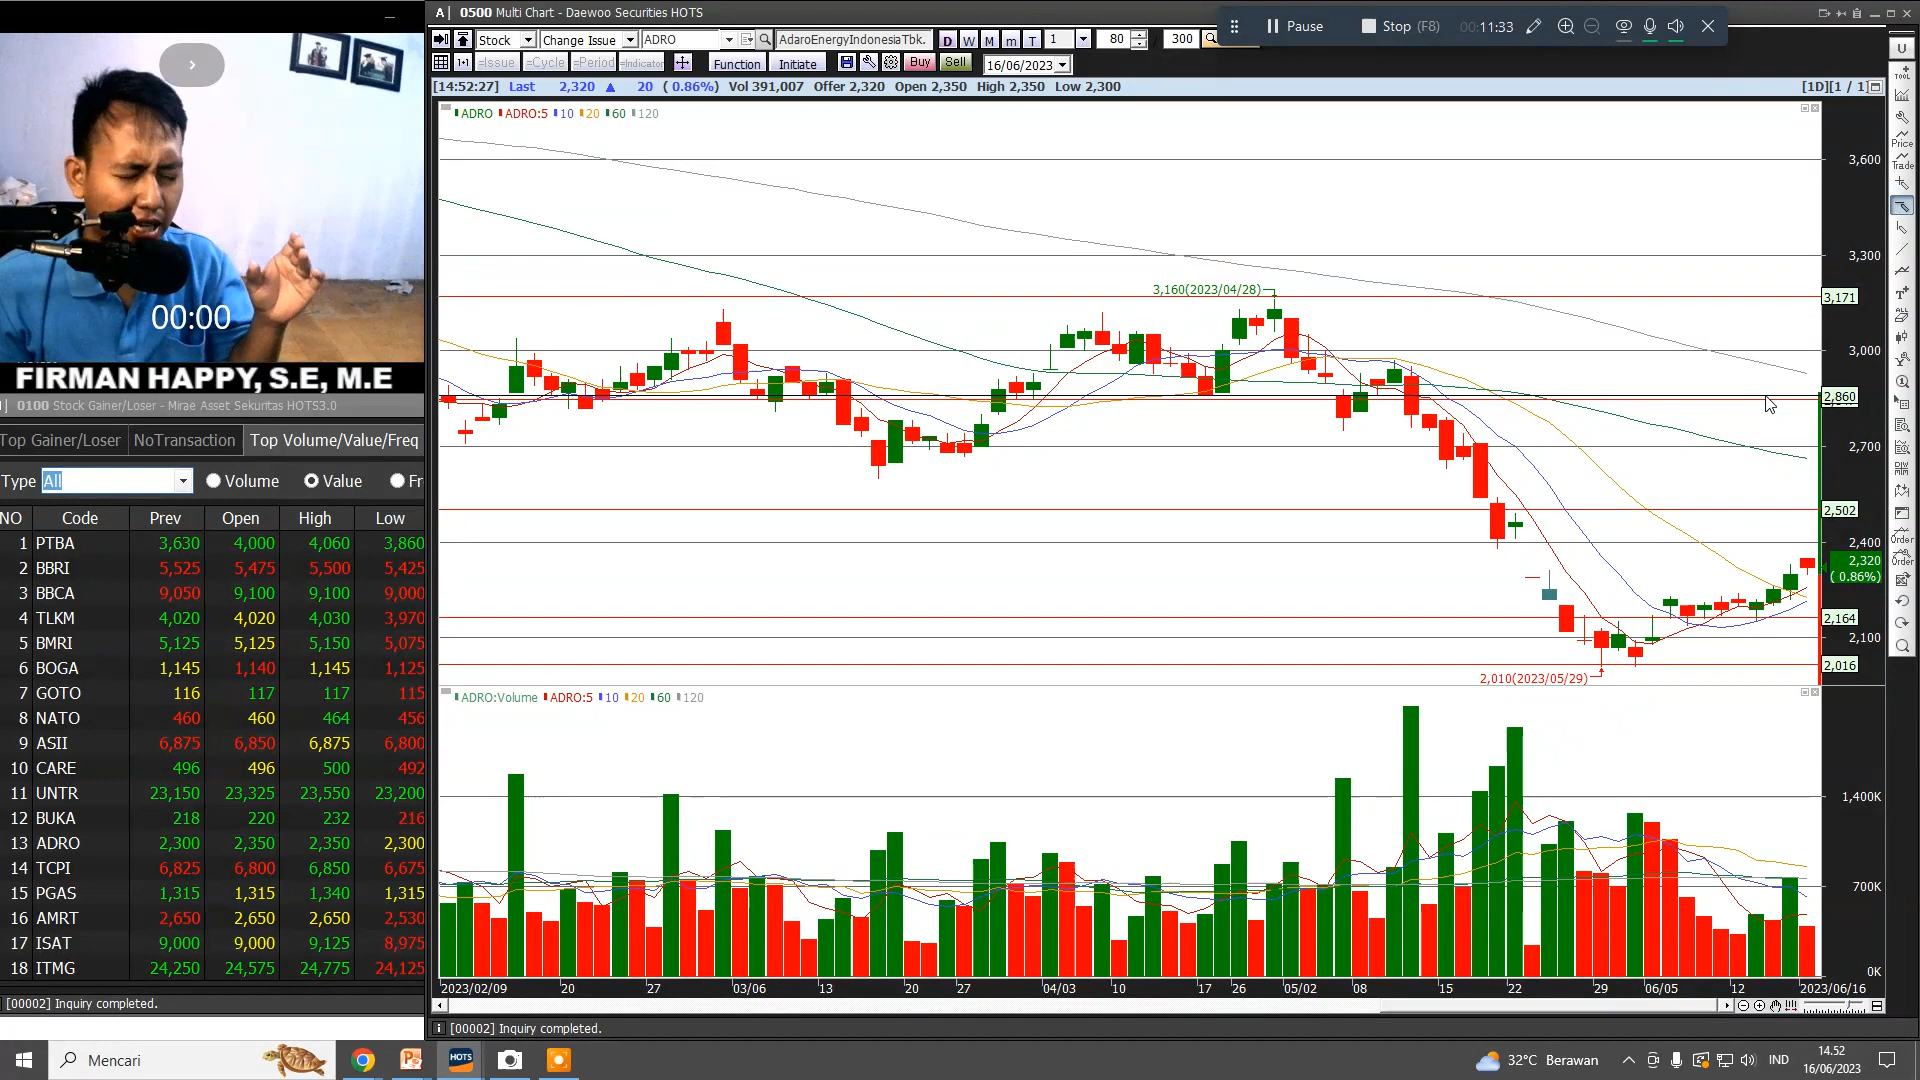 A 0500 Multi Chart - Daewoo Securities HOTS
Pause Stop (F8) 00:11:33
Stock Change Issue ADRO AdaroEnergyIndonesiaTbk. D W M m T 1 80 300
=Issue =Cycle =Period =Indicator Function Initiate Buy Sell 16/06/2023
[14:52:27] Last 2,320 ▲ 20 ( 0.86%) Vol 391,007 Offer 2,320 Open 2,350 High 2,350 Low 2,300 [1D][1 / 1]
ADRO ADRO:5 10 20 60 120
3,600
3,300
3,160(2023/04/28)
3,171
3,000
2,860
2,700
2,502
2,400
2,320
( 0.86%)
2,164
2,100
2,016
2,010(2023/05/29)
ADRO:Volume ADRO:5 10 20 60 120
1,400K
700K
0K
2023/02/09 20 27 03/06 13 20 27 04/03 10 17 26 05/02 08 15 22 29 06/05 12 2023/06/16
[00002] Inquiry completed.
U
TOOL
Price
Trade
DIV
Order
Order
00:00
FIRMAN HAPPY, S.E, M.E
0100 Stock Gainer/Loser - Mirae Asset Sekuritas HOTS3.0
Top Gainer/Loser NoTransaction Top Volume/Value/Freq
Type All Volume Value Fr
NO Code Prev Open High Low
1 PTBA 3,630 4,000 4,060 3,860
2 BBRI 5,525 5,475 5,500 5,425
3 BBCA 9,050 9,100 9,100 9,000
4 TLKM 4,020 4,020 4,030 3,970
5 BMRI 5,125 5,125 5,150 5,075
6 BOGA 1,145 1,140 1,145 1,125
7 GOTO 116 117 117 115
8 NATO 460 460 464 456
9 ASII 6,875 6,850 6,875 6,800
10 CARE 496 496 500 492
11 UNTR 23,150 23,325 23,550 23,200
12 BUKA 218 220 232 216
13 ADRO 2,300 2,350 2,350 2,300
14 TCPI 6,825 6,800 6,850 6,675
15 PGAS 1,315 1,315 1,340 1,315
16 AMRT 2,650 2,650 2,650 2,530
17 ISAT 9,000 9,000 9,125 8,975
18 ITMG 24,250 24,575 24,775 24,125
[00002] Inquiry completed.
Mencari
HOTS
32°C Berawan
IND
14.52
16/06/2023